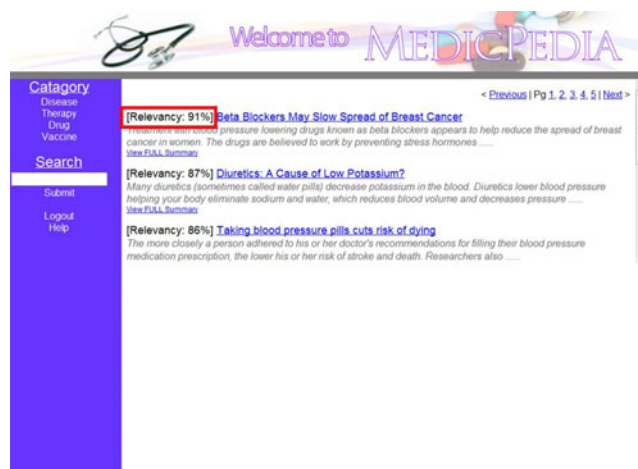 Welcome to MEDICPEDIA
Catagory
Disease
Therapy
Drug
Vaccine
Search
Submit
Logout
Help
< Previous | Pg 1, 2, 3, 4, 5 | Next >
[Relevancy: 91%] Beta Blockers May Slow Spread of Breast Cancer
Treatment with blood pressure lowering drugs known as beta blockers appears to help reduce the spread of breast
cancer in women. The drugs are believed to work by preventing stress hormones .....
View FULL Summary
[Relevancy: 87%] Diuretics: A Cause of Low Potassium?
Many diuretics (sometimes called water pills) decrease potassium in the blood. Diuretics lower blood pressure
helping your body eliminate sodium and water, which reduces blood volume and decreases pressure .....
View FULL Summary
[Relevancy: 86%] Taking blood pressure pills cuts risk of dying
The more closely a person adhered to his or her doctor's recommendations for filling their blood pressure
medication prescription, the lower his or her risk of stroke and death. Researchers also .....